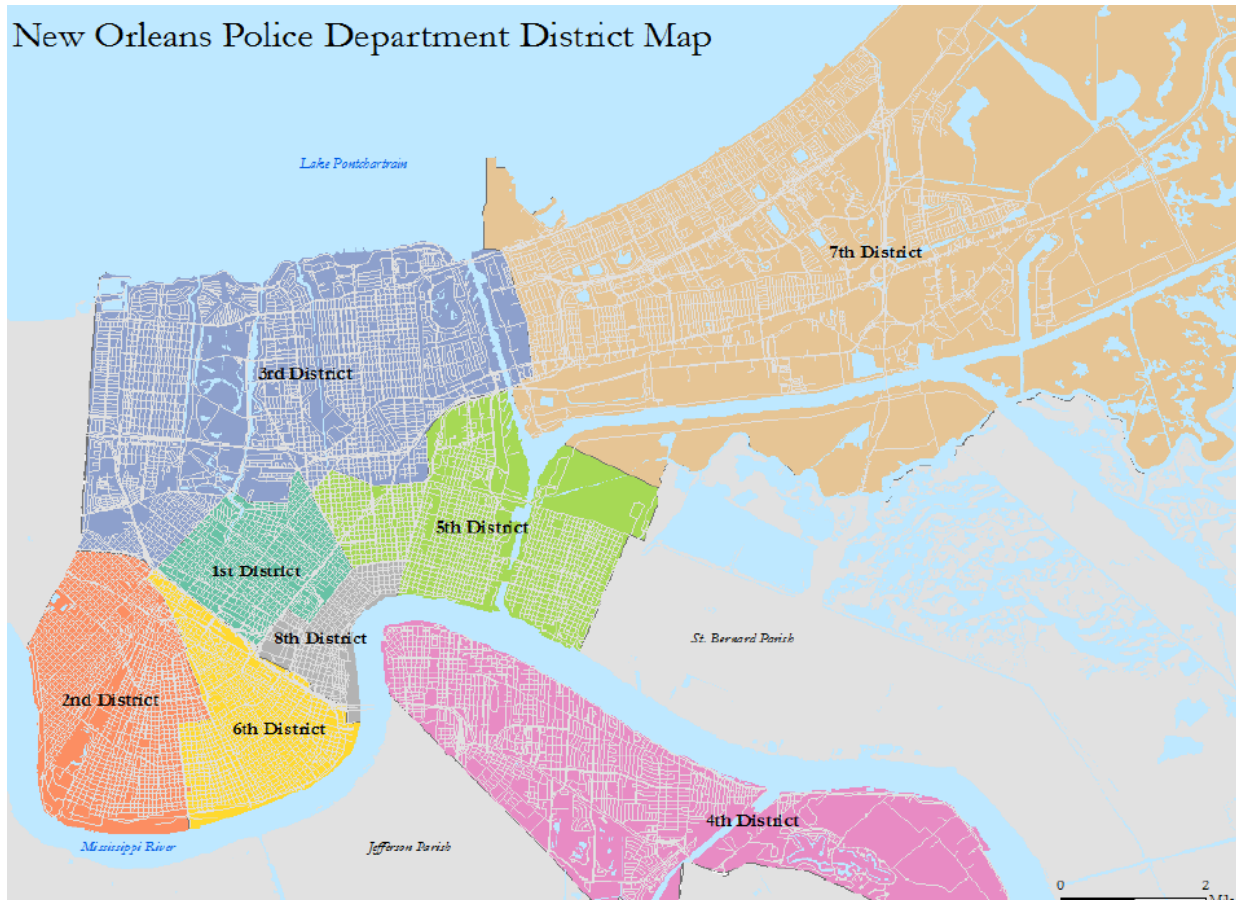 New Orleans Police Department District Map
Lake Pontchartrain
7th District
3rd District
5th District
1st District
8th District
St. Bernard Parish
2nd District
6th District
4th District
Mississippi River
Jefferson Parish
0 2